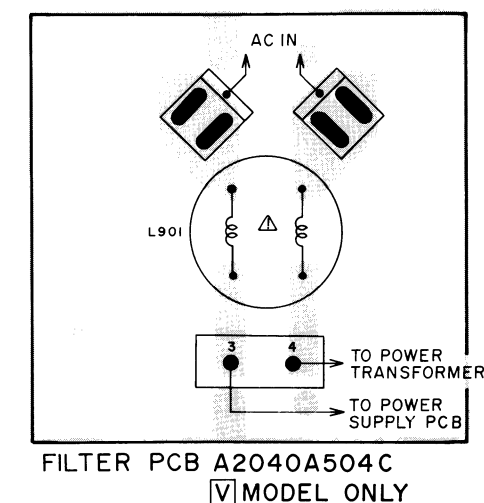 AC IN
L901
⚠
3 4
TO POWER
TRANSFORMER
TO POWER
SUPPLY PCB
FILTER PCB A2040A504C
V MODEL ONLY